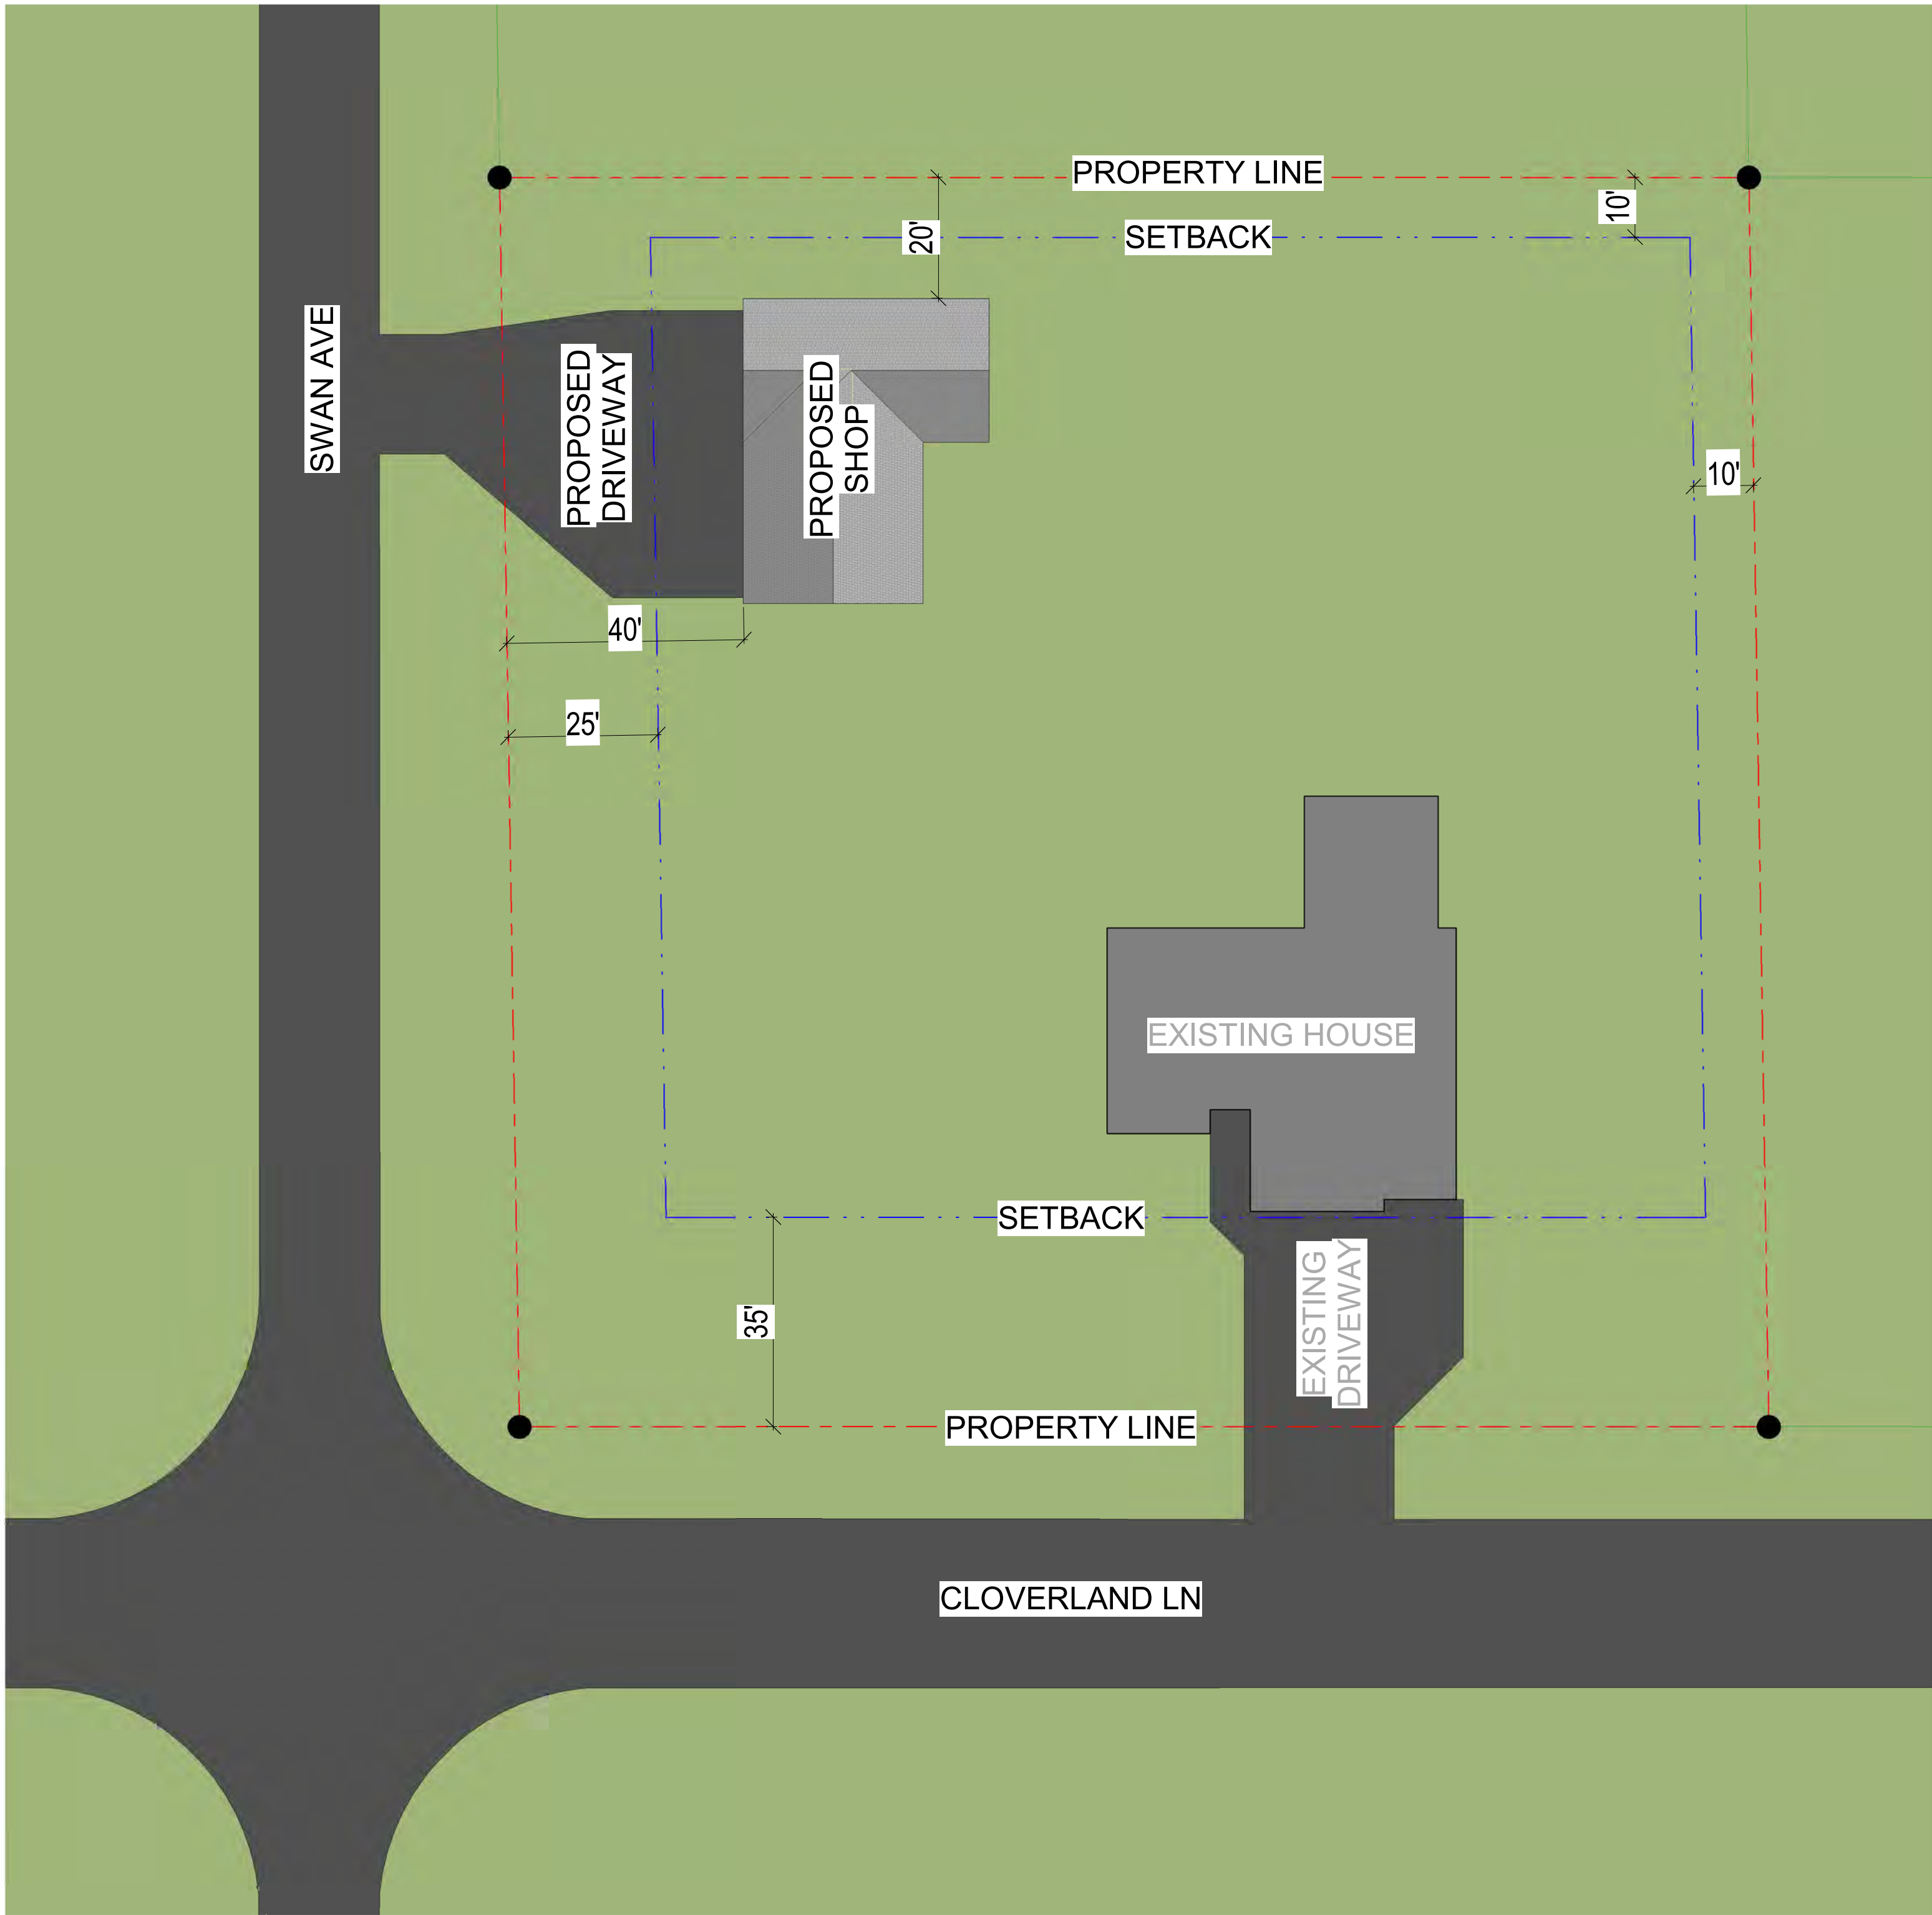 PROPERTY LINE
10'
20'
SETBACK
SWAN AVE
PROPOSED
DRIVEWAY
PROPOSED
SHOP
10'
40'
25'
EXISTING HOUSE
SETBACK
35'
EXISTING
DRIVEWAY
PROPERTY LINE
CLOVERLAND LN